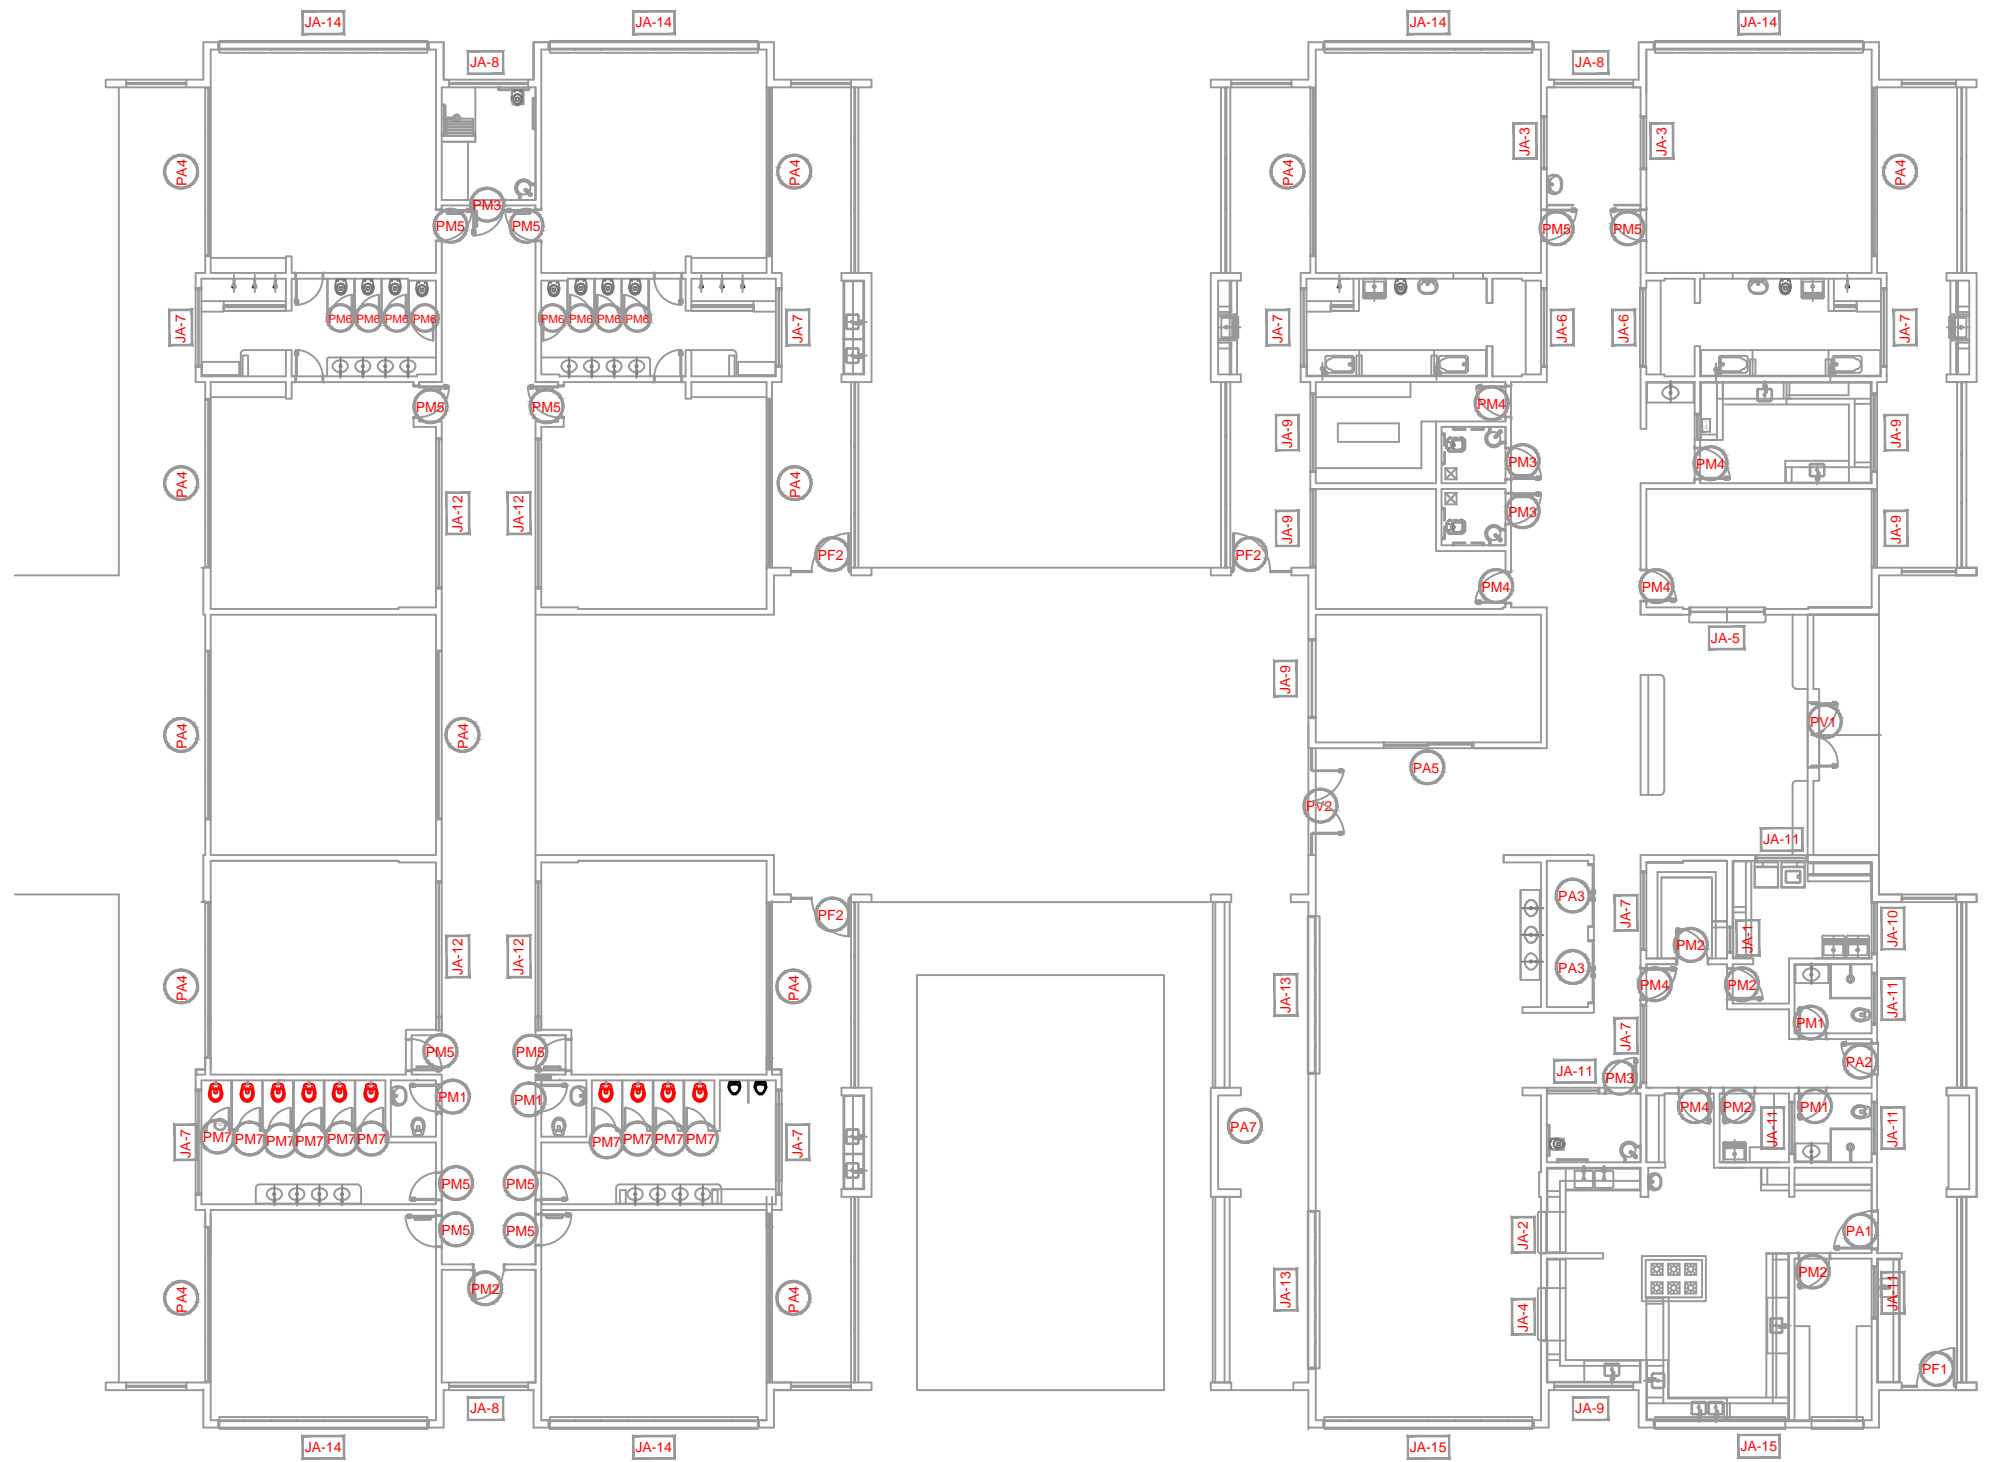 JA-14 JA-14 JA-14 JA-14
JA-8 JA-8
JA-3 JA-3
PA4 PA4 PA4 PA4
PM3
PM5 PM5 PM5 PM5
PM6 PM6 PM6 PM6 PM6 PM6 PM6 PM6
JA-7 JA-7 JA-7 JA-6 JA-6 JA-7
PM5 PM5 PM4
JA-9 JA-9
PM3 PM4
PA4 PA4
JA-12 JA-12 PM3
JA-9 JA-9
PF2 PF2
PM4 PM4
JA-5
JA-9
PV1
PA4 PA4
PA5
PV2
JA-11
PA3
PF2 JA-7 JA-10
JA-12 JA-12 PM2 JA-1
PA3
PA4 PA4 JA-13 PM4 PM2 JA-11
PM1
JA-7
PM5 PM5 PA2
JA-11 PM3
PM1 PM1 PM4 PM2 PM1
PA7 JA-11 JA-11
JA-7 PM7 PM7 PM7 PM7 PM7 PM7 PM7 PM7 PM7 PM7 JA-7
PM5 PM5
PM5 PM5 JA-2 PA1
PM2 PM2
PA4 PA4 JA-13 JA-4 JA-11
PF1
JA-8 JA-9
JA-14 JA-14 JA-15 JA-15